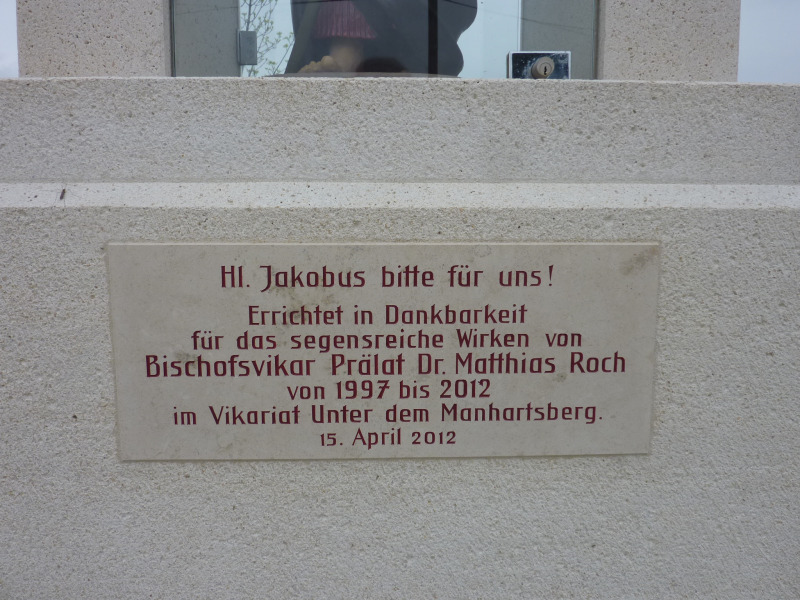 Hl. Jakobus bitte für uns!
Errichtet in Dankbarkeit
für das segensreiche Wirken von
Bischofsvikar Prälat Dr. Matthias Roch
von 1997 bis 2012
im Vikariat Unter dem Manhartsberg.
15. April 2012